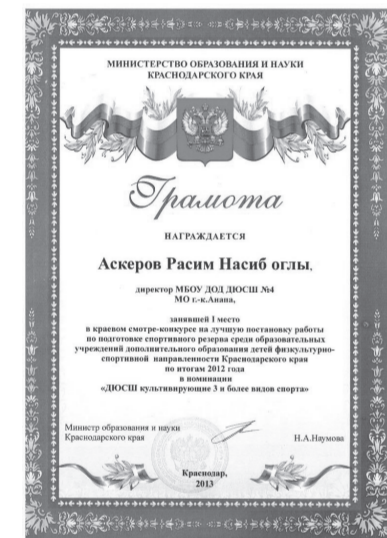 МИНИСТЕРСТВО ОБРАЗОВАНИЯ И НАУКИ
КРАСНОДАРСКОГО КРАЯ
Грамота
НАГРАЖДАЕТСЯ
Аскеров Расим Насиб оглы,
директор МБОУ ДОД ДЮСШ №4
МО г.-к.Анапа,
занявшей I место
в краевом смотре-конкурсе на лучшую постановку работы
по подготовке спортивного резерва среди образовательных
учреждений дополнительного образования детей физкультурно-
спортивной направленности Краснодарского края
по итогам 2012 года
в номинации
«ДЮСШ культивирующие 3 и более видов спорта»
Министр образования и науки
Краснодарского края
Н.А.Наумова
Краснодар,
2013